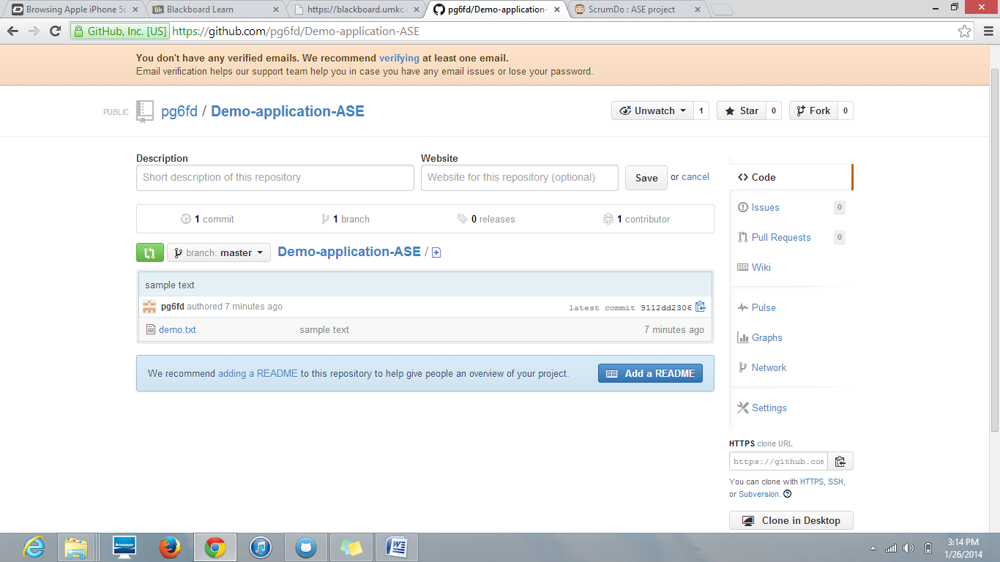 Browsing Apple iPhone 5s
Blackboard Learn
https://blackboard.umkc.
pg6fd/Demo-application-
ScrumDo : ASE project
GitHub, Inc. [US] https://github.com/pg6fd/Demo-application-ASE
You don't have any verified emails. We recommend verifying at least one email.
Email verification helps our support team help you in case you have any email issues or lose your password.
PUBLIC pg6fd / Demo-application-ASE
Unwatch 1 Star 0 Fork 0
Description Website
Short description of this repository Website for this repository (optional) Save or cancel
1 commit 1 branch 0 releases 1 contributor
branch: master Demo-application-ASE /
sample text
pg6fd authored 7 minutes ago latest commit 9112dd2306
demo.txt sample text 7 minutes ago
We recommend adding a README to this repository to help give people an overview of your project. Add a README
Code
Issues 0
Pull Requests 0
Wiki
Pulse
Graphs
Network
Settings
HTTPS clone URL
https://github.com
You can clone with HTTPS, SSH,
or Subversion.
Clone in Desktop
lenovo
3:14 PM
1/26/2014